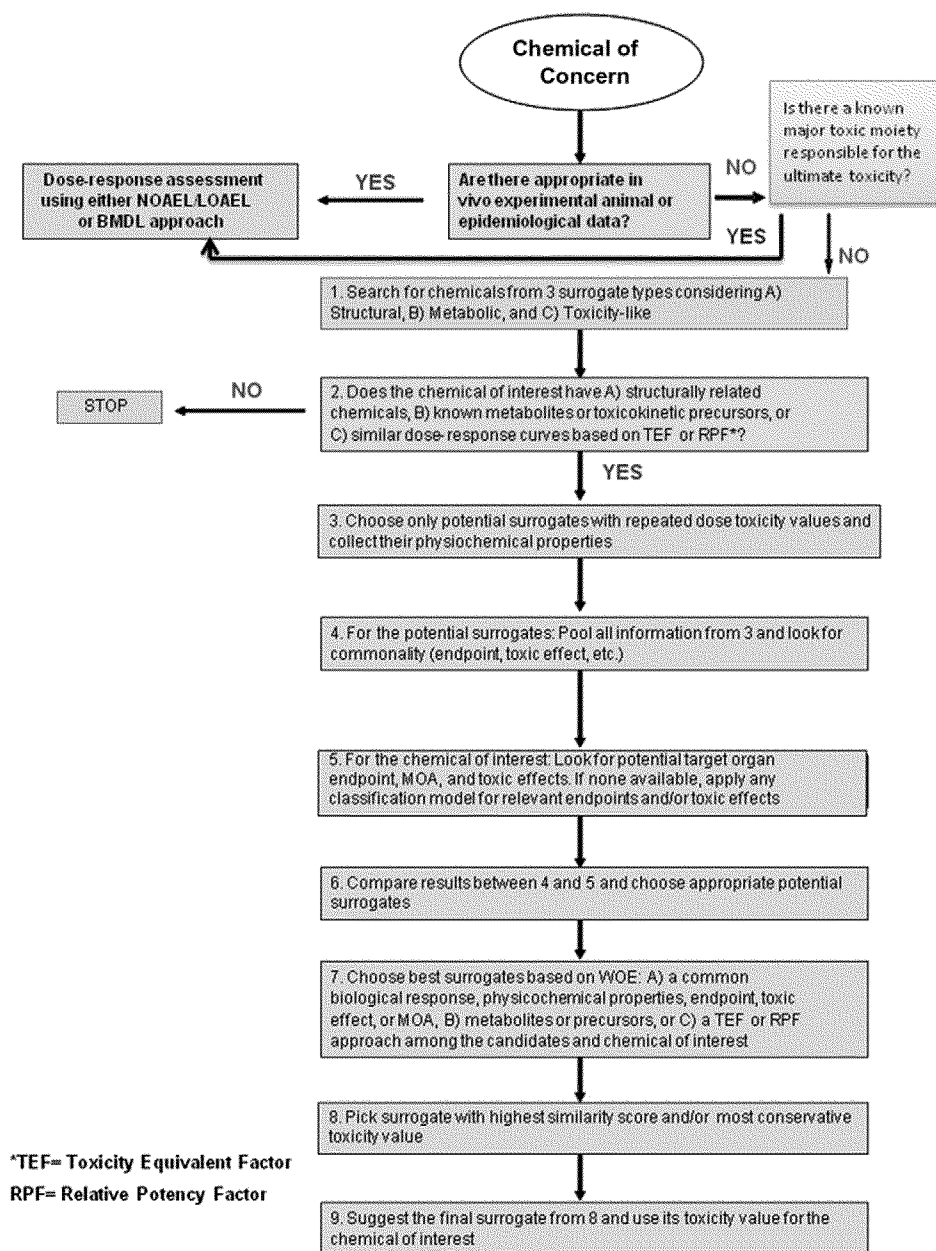 Chemical of
Concern
Is there a known
major toxic moiety
responsible for the
ultimate toxicity?
NO
YES
Dose-response assessment
using either NOAEL/LOAEL
or BMDL approach
Are there appropriate in
vivo experimental animal or
epidemiological data?
YES
NO
1. Search for chemicals from 3 surrogate types considering A)
Structural, B) Metabolic, and C) Toxicity-like
NO
STOP
2. Does the chemical of interest have A) structurally related
chemicals, B) known metabolites or toxicokinetic precursors, or
C) similar dose-response curves based on TEF or RPF*?
YES
3. Choose only potential surrogates with repeated dose toxicity values and
collect their physiochemical properties
4. For the potential surrogates: Pool all information from 3 and look for
commonality (endpoint, toxic effect, etc.)
5. For the chemical of interest: Look for potential target organ
endpoint, MOA, and toxic effects. If none available, apply any
classification model for relevant endpoints and/or toxic effects
6. Compare results between 4 and 5 and choose appropriate potential
surrogates
7. Choose best surrogates based on WOE: A) a common
biological response, physicochemical properties, endpoint, toxic
effect, or MOA, B) metabolites or precursors, or C) a TEF or RPF
approach among the candidates and chemical of interest
8. Pick surrogate with highest similarity score and/or most conservative
toxicity value
*TEF= Toxicity Equivalent Factor
RPF= Relative Potency Factor
9. Suggest the final surrogate from 8 and use its toxicity value for the
chemical of interest